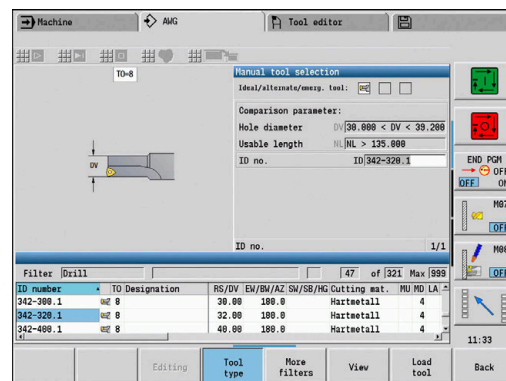 Machine
AWG
Tool editor
TO=8
Manual tool selection
Ideal/alternate/emerg. tool:
Comparison parameter:
Hole diameter DV 30.000 < DV < 39.200
Usable length NL NL > 135.000
ID no. ID 342-320.1
DV
ID no. 1/1
END PGM
OFF
OFF ON
M07
OFF
M08
OFF
Filter Drill 47 of 321 Max 999
ID number TO Designation RS/DV EW/BW/AZ SW/SB/HG Cutting mat. MU MD LA
342-300.1 8 30.00 180.0 Hartmetall 4
342-320.1 8 32.00 180.0 Hartmetall 4
342-400.1 8 40.00 180.0 Hartmetall 4
11:33
Editing
Tool type
More filters
View
Load tool
Back